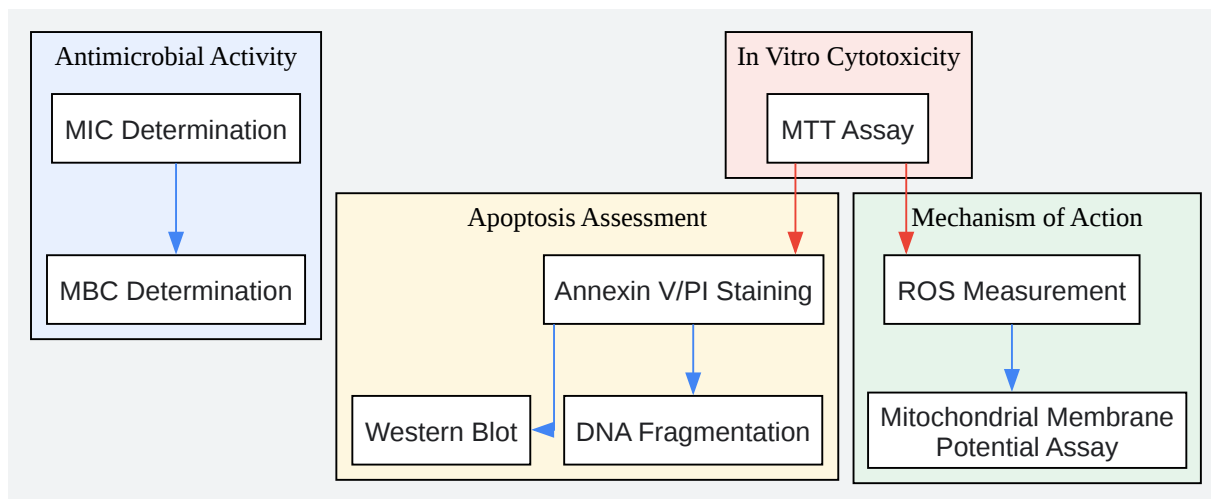 Antimicrobial Activity
MIC Determination
MBC Determination
In Vitro Cytotoxicity
MTT Assay
Apoptosis Assessment
Annexin V/PI Staining
Western Blot
DNA Fragmentation
Mechanism of Action
ROS Measurement
Mitochondrial Membrane
Potential Assay